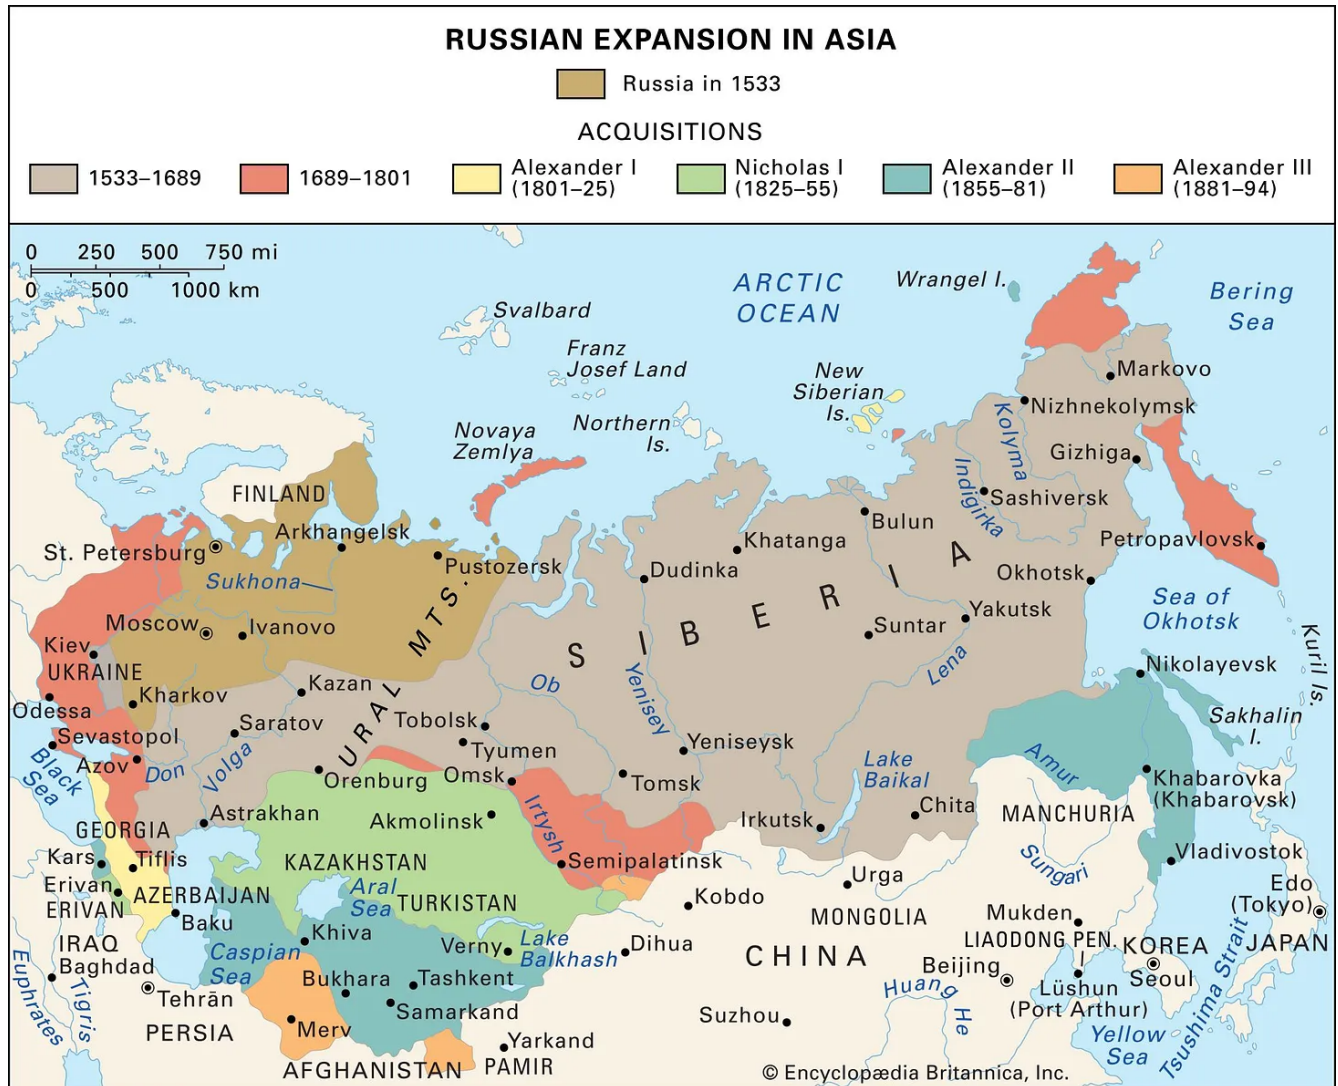 RUSSIAN EXPANSION IN ASIA
Russia in 1533
ACQUISITIONS
1533–1689
1689–1801
Alexander I
(1801–25)
Nicholas I
(1825–55)
Alexander II
(1855–81)
Alexander III
(1881–94)
0 250 500 750 mi
0 500 1000 km
ARCTIC
OCEAN
Wrangel I.
Bering
Sea
Svalbard
Franz
Josef Land
New
Siberian
Is.
Northern
Is.
Novaya
Zemlya
Markovo
Nizhnekolymsk
Kolyma
Gizhiga
Indigirka
Sashiversk
FINLAND
Arkhangelsk
St. Petersburg
Pustozersk
Sukhona
Bulun
Khatanga
Dudinka
Petropavlovsk
Okhotsk
SIBERIA
Yakutsk
Suntar
Lena
Sea of
Okhotsk
Kuril Is.
Moscow
Ivanovo
URAL MTS.
Kiev
UKRAINE
Kharkov
Kazan
Ob
Yenisey
Nikolayevsk
Sakhalin
I.
Odessa
Sevastopol
Saratov
Tobolsk
Tyumen
Yeniseysk
Black
Sea
Azov
Don
Volga
Orenburg
Omsk
Tomsk
Lake
Baikal
Amur
Khabarovka
(Khabarovsk)
Astrakhan
Akmolinsk
Irtysh
Irkutsk
Chita
MANCHURIA
GEORGIA
Kars
Tiflis
KAZAKHSTAN
Semipalatinsk
Sungari
Vladivostok
Erivan
ERIVAN
AZERBAIJAN
Aral
Sea
TURKISTAN
Kobdo
Urga
MONGOLIA
Edo
(Tokyo)
Baku
Khiva
Verny
Lake
Balkhash
Dihua
CHINA
Mukden
LIAODONG PEN.
KOREA
JAPAN
IRAQ
Baghdad
Caspian
Sea
Bukhara
Tashkent
Beijing
Lüshun
(Port Arthur)
Seoul
Tsushima Strait
Euphrates
Tigris
Tehrān
PERSIA
Samarkand
Merv
Huang
He
Suzhou
Yellow
Sea
Yarkand
AFGHANISTAN
PAMIR
© Encyclopædia Britannica, Inc.